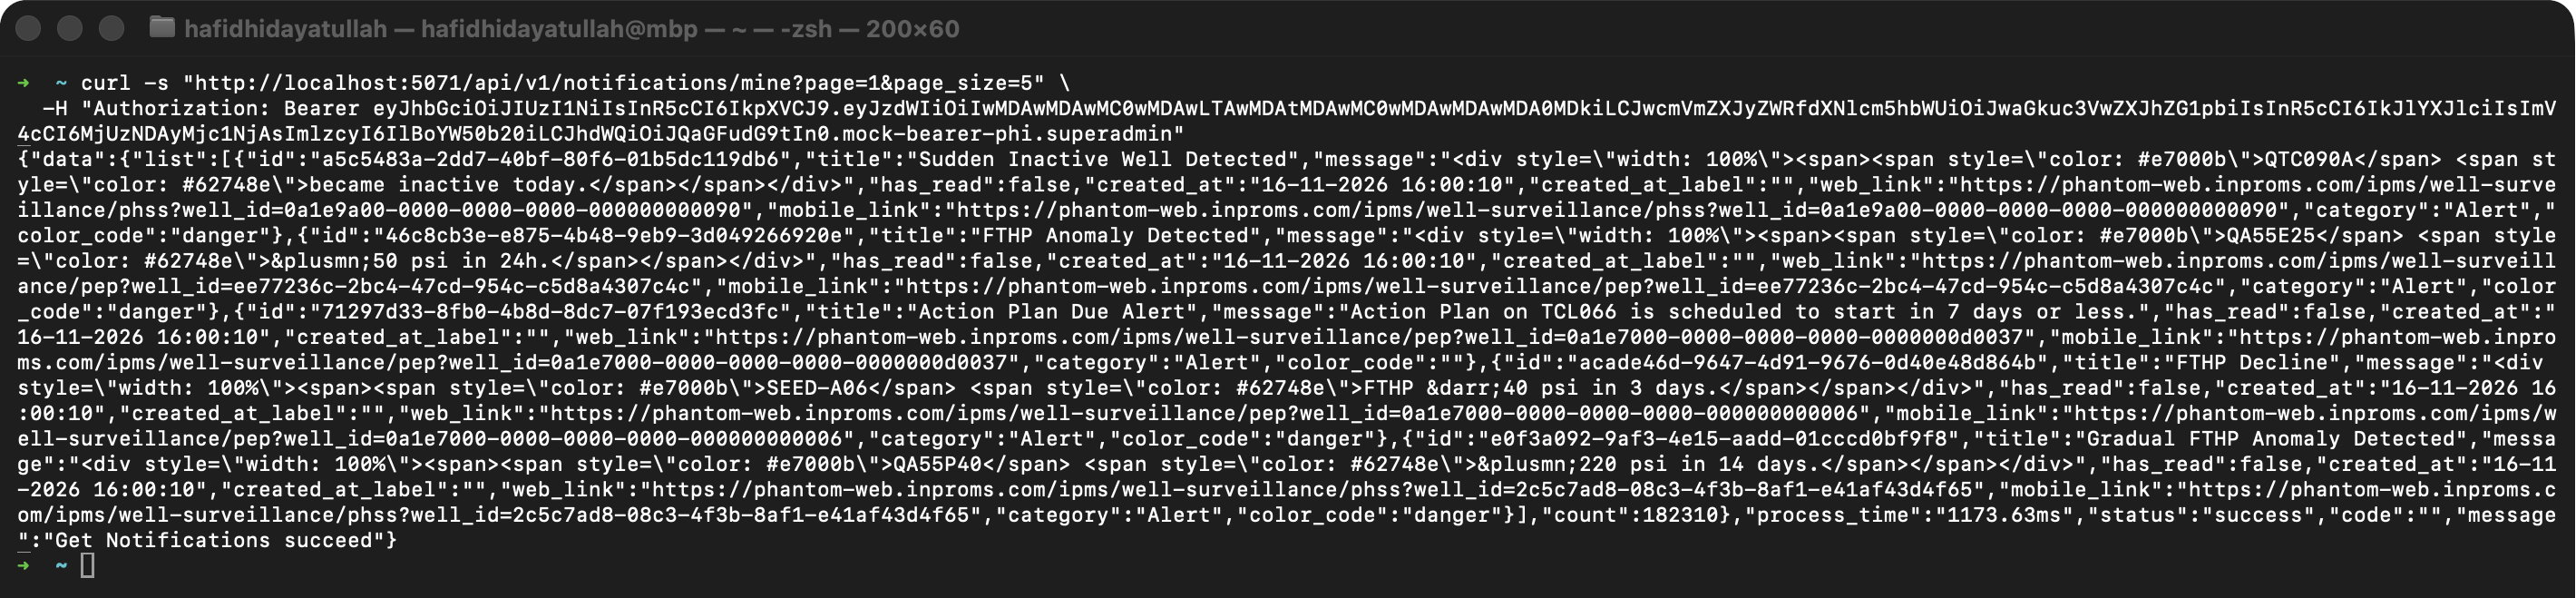 hafidhidayatullah — hafidhidayatullah@mbp — ~ — -zsh — 200×60
➜  ~ curl -s "http://localhost:5071/api/v1/notifications/mine?page=1&page_size=5" \
  -H "Authorization: Bearer eyJhbGciOiJIUzI1NiIsInR5cCI6IkpXVCJ9.eyJzdWIiOiIwMDAwMDAwMC0wMDAwLTAwMDAtMDAwMC0wMDAwMDAwMDA0MDkiLCJwcmVmZXJyZWRfdXNlcm5hbWUiOiJwaGkuc3VwZXJhZG1pbiIsInR5cCI6IkJlYXJlciIsImV
4cCI6MjUzNDAyMjc1NjAsImlzcyI6IlBoYW50b20iLCJhdWQiOiJQaGFudG9tIn0.mock-bearer-phi.superadmin"
{"data":{"list":[{"id":"a5c5483a-2dd7-40bf-80f6-01b5dc119db6","title":"Sudden Inactive Well Detected","message":"<div style=\"width: 100%\"><span><span style=\"color: #e7000b\">QTC090A</span> <span st
yle=\"color: #62748e\">became inactive today.</span></span></div>","has_read":false,"created_at":"16-11-2026 16:00:10","created_at_label":"","web_link":"https://phantom-web.inproms.com/ipms/well-surve
illance/phss?well_id=0a1e9a00-0000-0000-0000-000000000090","mobile_link":"https://phantom-web.inproms.com/ipms/well-surveillance/phss?well_id=0a1e9a00-0000-0000-0000-000000000090","category":"Alert","
color_code":"danger"},{"id":"46c8cb3e-e875-4b48-9eb9-3d049266920e","title":"FTHP Anomaly Detected","message":"<div style=\"width: 100%\"><span><span style=\"color: #e7000b\">QA55E25</span> <span style
=\"color: #62748e\">&plusmn;50 psi in 24h.</span></span></div>","has_read":false,"created_at":"16-11-2026 16:00:10","created_at_label":"","web_link":"https://phantom-web.inproms.com/ipms/well-surveill
ance/pep?well_id=ee77236c-2bc4-47cd-954c-c5d8a4307c4c","mobile_link":"https://phantom-web.inproms.com/ipms/well-surveillance/pep?well_id=ee77236c-2bc4-47cd-954c-c5d8a4307c4c","category":"Alert","color
_code":"danger"},{"id":"71297d33-8fb0-4b8d-8dc7-07f193ecd3fc","title":"Action Plan Due Alert","message":"Action Plan on TCL066 is scheduled to start in 7 days or less.","has_read":false,"created_at":"
16-11-2026 16:00:10","created_at_label":"","web_link":"https://phantom-web.inproms.com/ipms/well-surveillance/pep?well_id=0a1e7000-0000-0000-0000-0000000d0037","mobile_link":"https://phantom-web.inpro
ms.com/ipms/well-surveillance/pep?well_id=0a1e7000-0000-0000-0000-0000000d0037","category":"Alert","color_code":""},{"id":"acade46d-9647-4d91-9676-0d40e48d864b","title":"FTHP Decline","message":"<div 
style=\"width: 100%\"><span><span style=\"color: #e7000b\">SEED-A06</span> <span style=\"color: #62748e\">FTHP &darr;40 psi in 3 days.</span></span></div>","has_read":false,"created_at":"16-11-2026 16
:00:10","created_at_label":"","web_link":"https://phantom-web.inproms.com/ipms/well-surveillance/pep?well_id=0a1e7000-0000-0000-0000-000000000006","mobile_link":"https://phantom-web.inproms.com/ipms/w
ell-surveillance/pep?well_id=0a1e7000-0000-0000-0000-000000000006","category":"Alert","color_code":"danger"},{"id":"e0f3a092-9af3-4e15-aadd-01cccd0bf9f8","title":"Gradual FTHP Anomaly Detected","messa
ge":"<div style=\"width: 100%\"><span><span style=\"color: #e7000b\">QA55P40</span> <span style=\"color: #62748e\">&plusmn;220 psi in 14 days.</span></span></div>","has_read":false,"created_at":"16-11
-2026 16:00:10","created_at_label":"","web_link":"https://phantom-web.inproms.com/ipms/well-surveillance/phss?well_id=2c5c7ad8-08c3-4f3b-8af1-e41af43d4f65","mobile_link":"https://phantom-web.inproms.c
om/ipms/well-surveillance/phss?well_id=2c5c7ad8-08c3-4f3b-8af1-e41af43d4f65","category":"Alert","color_code":"danger"}],"count":182310},"process_time":"1173.63ms","status":"success","code":"","message
":"Get Notifications succeed"}
➜  ~